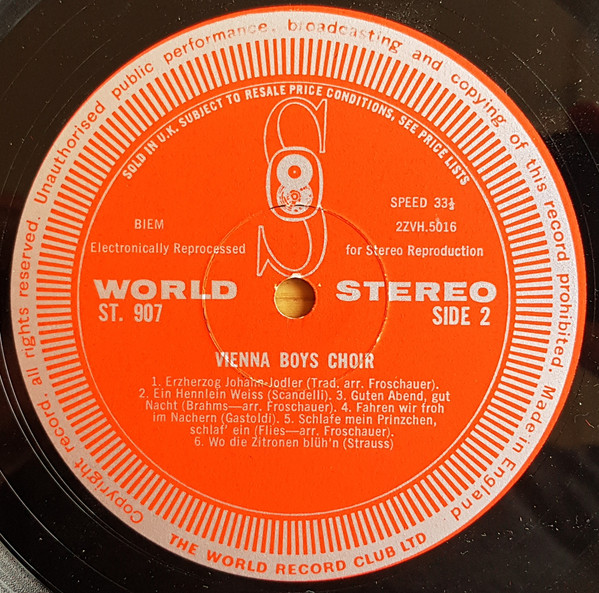 Copyright record. all rights reserved. Unauthorised public performance, broadcasting and copying of this record prohibited. Made in England
SOLD IN U.K. SUBJECT TO RESALE PRICE CONDITIONS, SEE PRICE LISTS
SPEED 33⅓
BIEM
2ZVH.5016
Electronically Reprocessed for Stereo Reproduction
WORLD STEREO
ST. 907 SIDE 2
VIENNA BOYS CHOIR
1. Erzherzog Johann-Jodler (Trad. arr. Froschauer).
2. Ein Hennlein Weiss (Scandelli). 3. Guten Abend, gut
Nacht (Brahms—arr. Froschauer). 4. Fahren wir froh
im Nachern (Gastoldi). 5. Schlafe mein Prinzchen,
schlaf' ein (Flies—arr. Froschauer).
6. Wo die Zitronen blüh'n (Strauss)
THE WORLD RECORD CLUB LTD